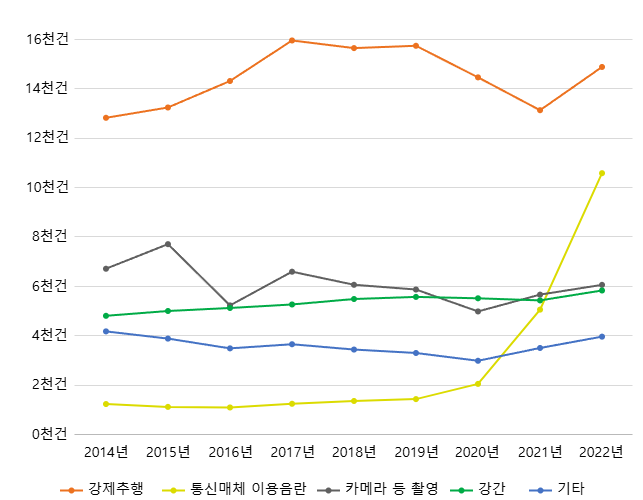 16천건
14천건
12천건
10천건
8천건
6천건
4천건
2천건
0천건
2014년 2015년 2016년 2017년 2018년 2019년 2020년 2021년 2022년
강제추행 통신매체 이용음란 카메라 등 촬영 강간 기타